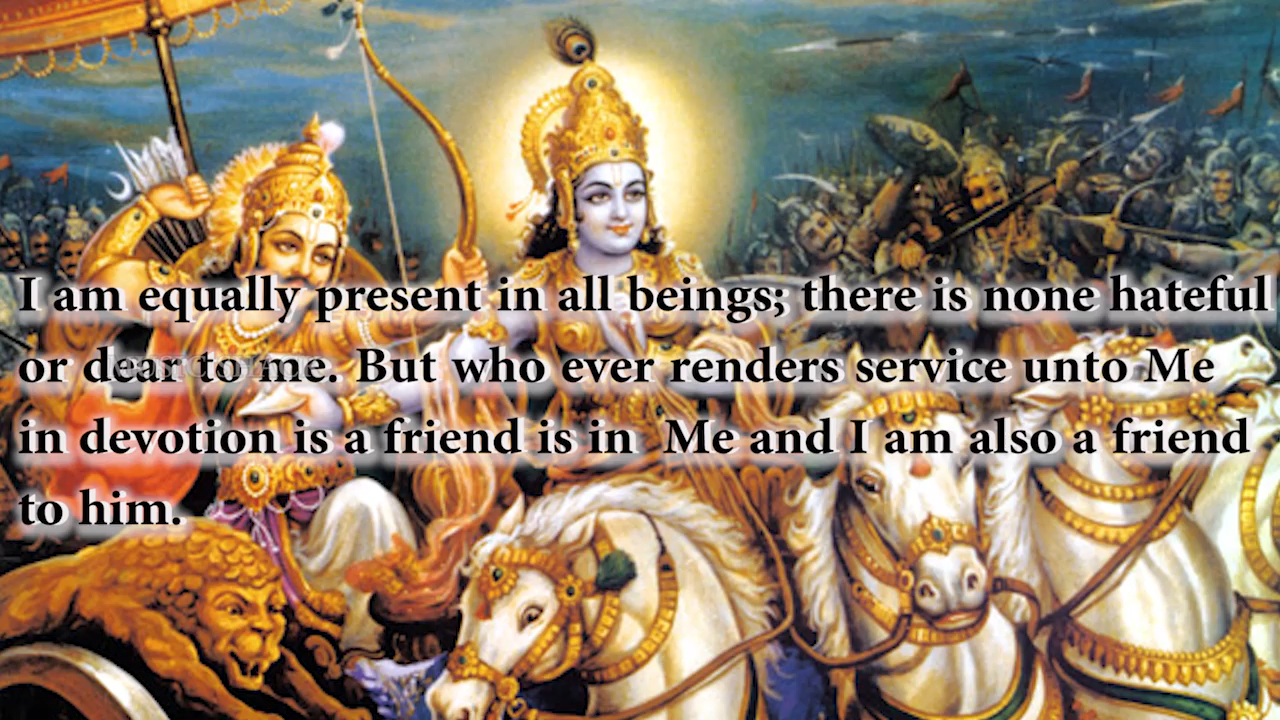 I am equally present in all beings; there is none hateful
or dear to me. But who ever renders service unto Me
in devotion is a friend is in  Me and I am also a friend
to him.